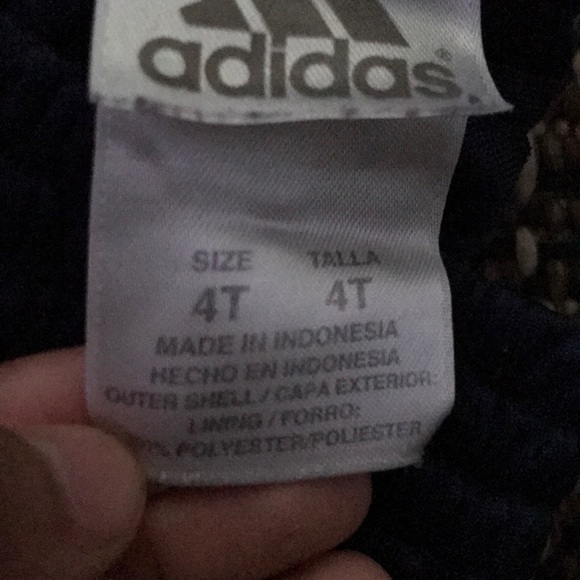 adidas®
SIZE TALLA
4T 4T
MADE IN INDONESIA
HECHO EN INDONESIA
OUTER SHELL / CAPA EXTERIOR:
LINING / FORRO:
% POLYESTER/POLIESTER